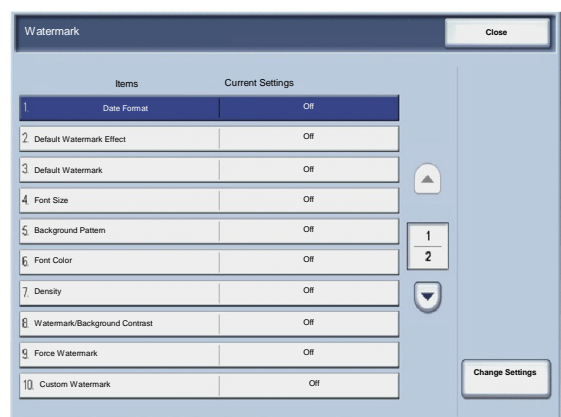 Watermark Close
Items Current Settings
1. Date Format Off
2. Default Watermark Effect Off
3. Default Watermark Off
4. Font Size Off
5. Background Pattern Off
6. Font Color Off
7. Density Off
8. Watermark/Background Contrast Off
9. Force Watermark Off
10. Custom Watermark Off
1
2
Change Settings